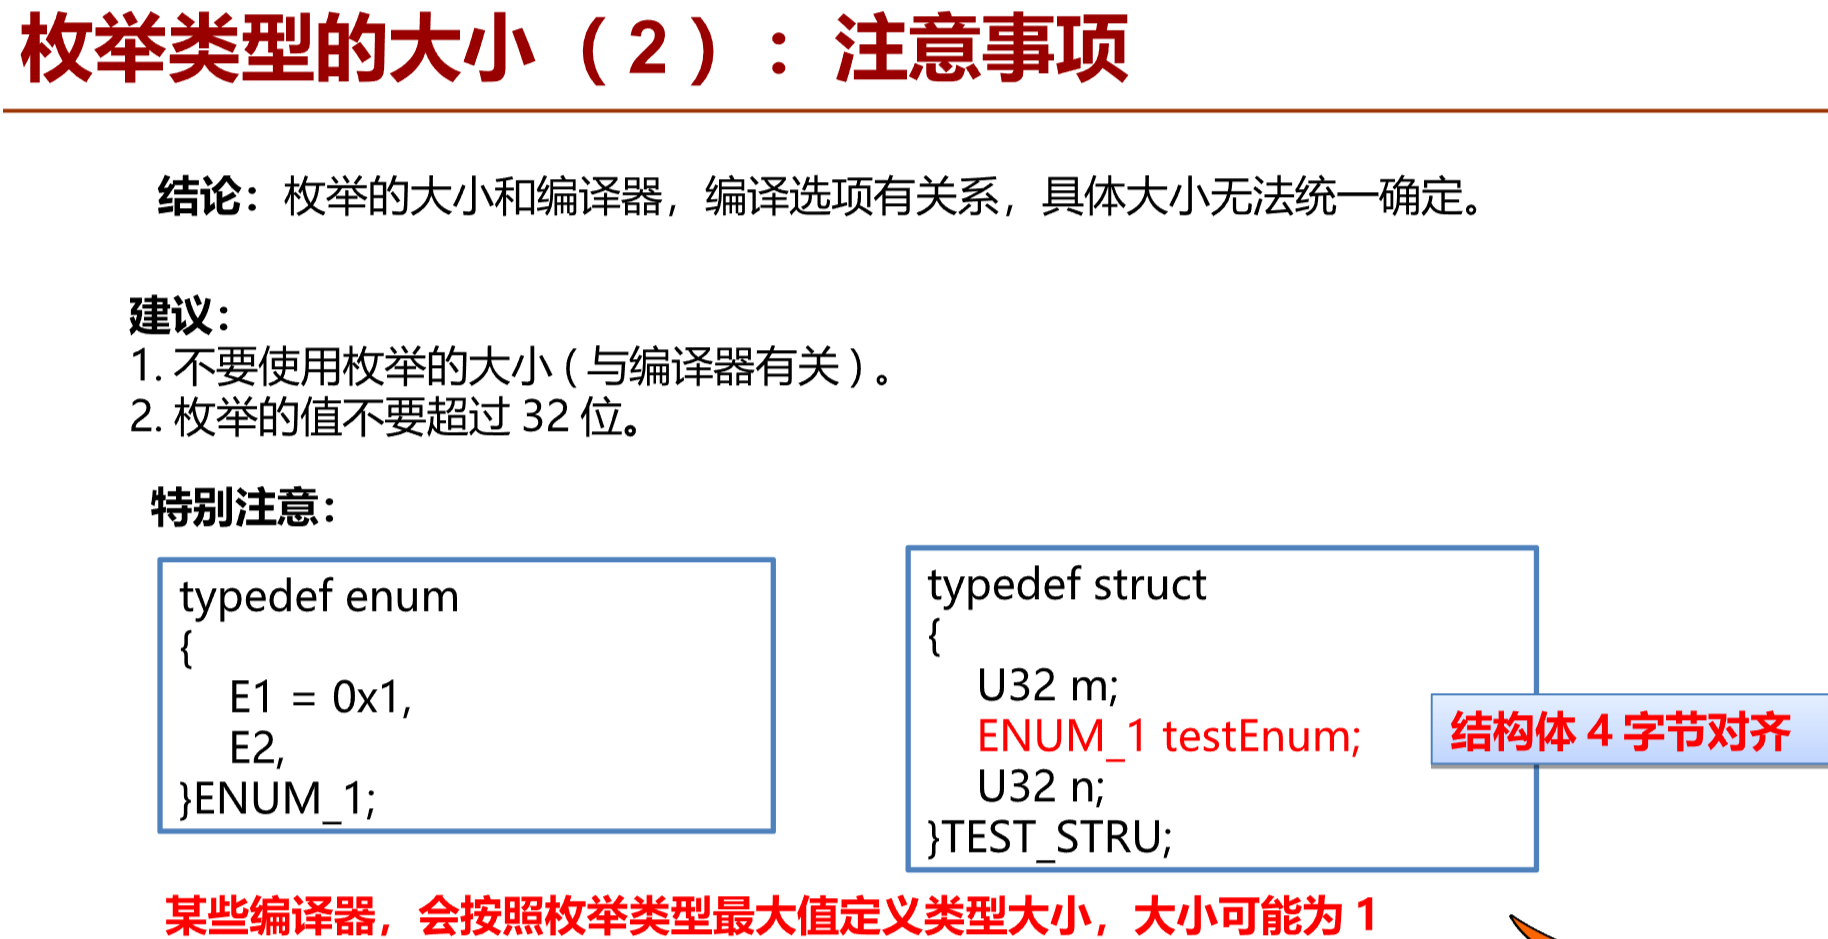 枚举类型的大小（2）：注意事项
结论：枚举的大小和编译器，编译选项有关系，具体大小无法统一确定。
建议：
1. 不要使用枚举的大小（与编译器有关）。
2. 枚举的值不要超过 32 位。
特别注意：
typedef enum
{
E1 = 0x1,
E2,
}ENUM_1;
typedef struct
{
U32 m;
ENUM_1 testEnum;
U32 n;
}TEST_STRU;
结构体 4 字节对齐
某些编译器，会按照枚举类型最大值定义类型大小，大小可能为 1